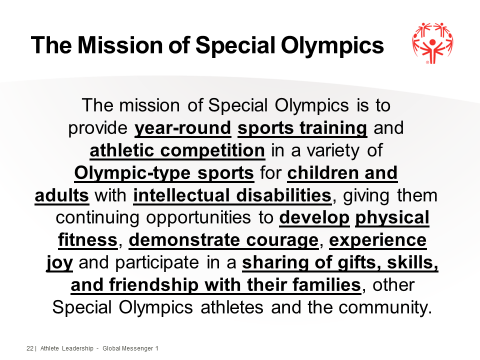 The Mission of Special Olympics
The mission of Special Olympics is to
provide year-round sports training and
athletic competition in a variety of
Olympic-type sports for children and
adults with intellectual disabilities, giving them
continuing opportunities to develop physical
fitness, demonstrate courage, experience
joy and participate in a sharing of gifts, skills,
and friendship with their families, other
Special Olympics athletes and the community.
22 | Athlete Leadership - Global Messenger 1